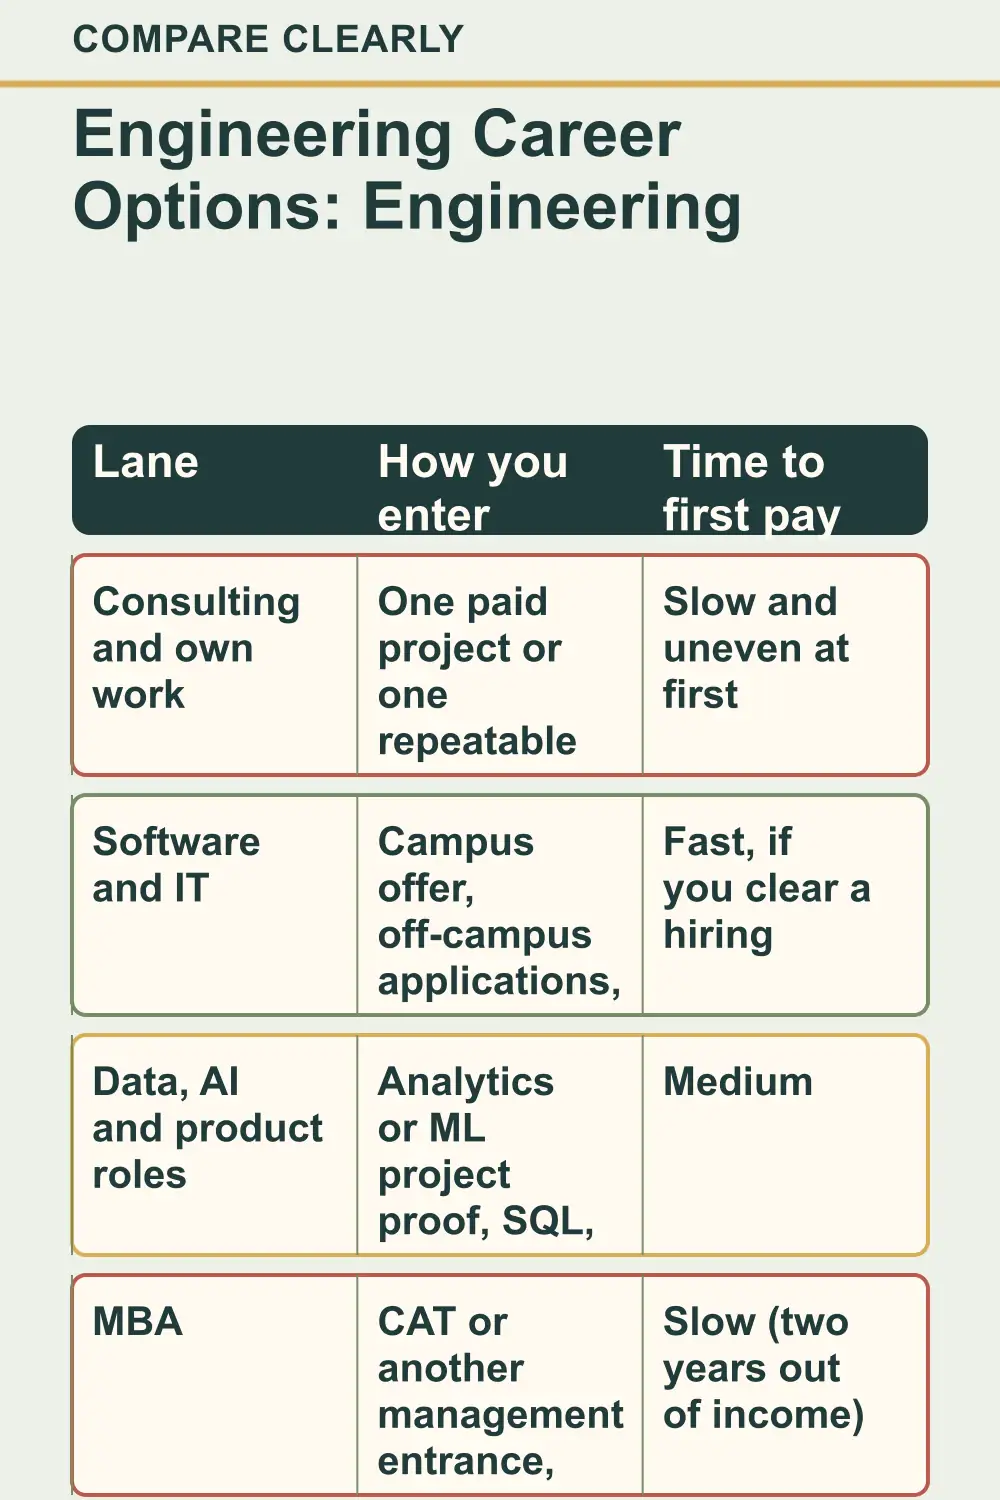 COMPARE CLEARLY
Engineering Career
Options: Engineering
Lane
How you
enter
Time to
first pay
Consulting
and own
work
One paid
project or
one
repeatable
Slow and
uneven at
first
Software
and IT
Campus
offer,
off-campus
applications,
Fast, if
you clear a
hiring
Data, AI
and product
roles
Analytics
or ML
project
proof, SQL,
Medium
MBA
CAT or
another
management
entrance,
Slow (two
years out
of income)